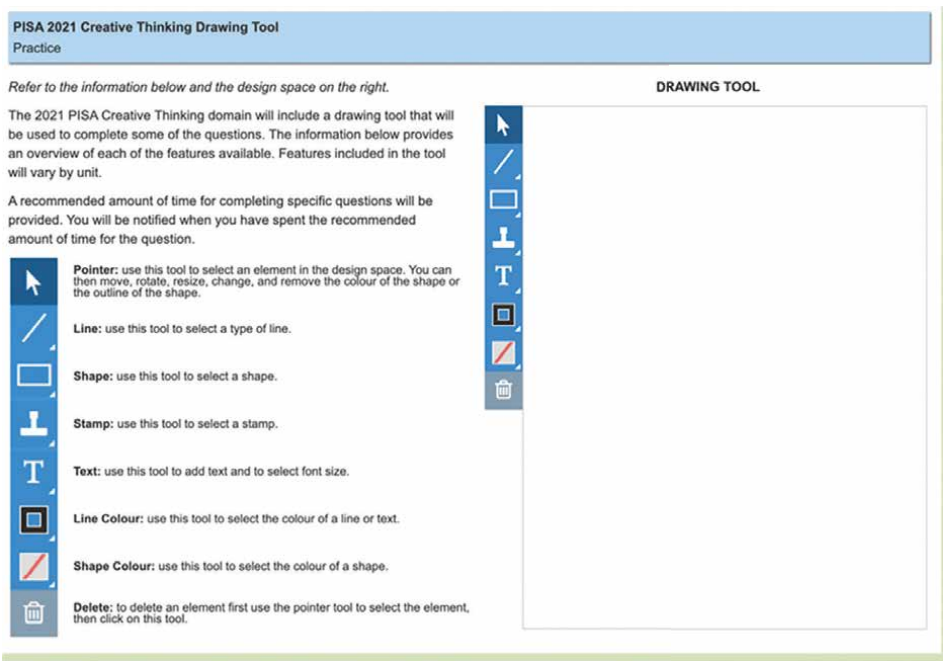 PISA 2021 Creative Thinking Drawing Tool
Practice
Refer to the information below and the design space on the right.
The 2021 PISA Creative Thinking domain will include a drawing tool that will
be used to complete some of the questions. The information below provides
an overview of each of the features available. Features included in the tool
will vary by unit.
A recommended amount of time for completing specific questions will be
provided. You will be notified when you have spent the recommended
amount of time for the question.
Pointer: use this tool to select an element in the design space. You can
then move, rotate, resize, change, and remove the colour of the shape or
the outline of the shape.
Line: use this tool to select a type of line.
Shape: use this tool to select a shape.
Stamp: use this tool to select a stamp.
T
Text: use this tool to add text and to select font size.
Line Colour: use this tool to select the colour of a line or text.
Shape Colour: use this tool to select the colour of a shape.
Delete: to delete an element first use the pointer tool to select the element,
then click on this tool.
DRAWING TOOL
T